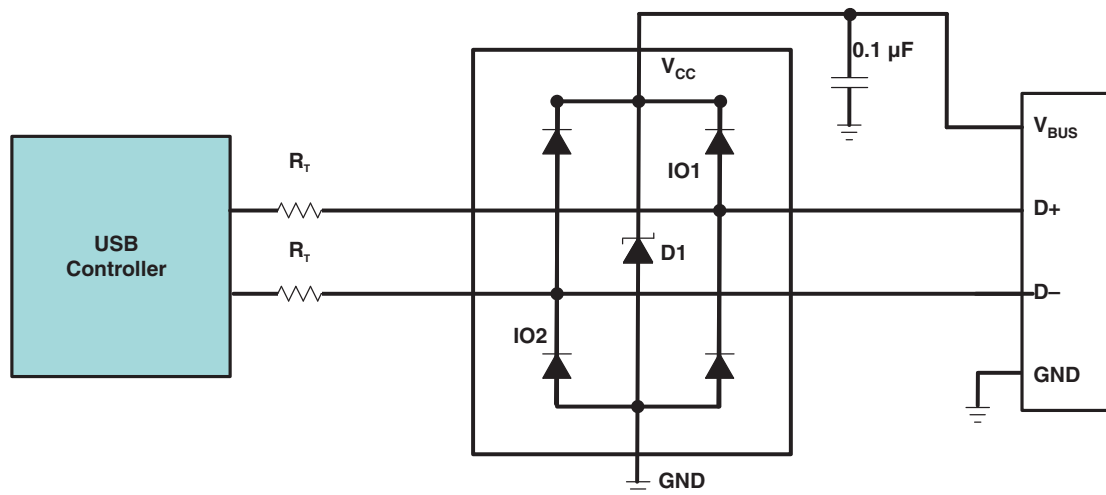 0.1 µF
V_CC
V_BUS
R_T
IO1
D+
R_T
USB
Controller
D1
D–
IO2
GND
GND